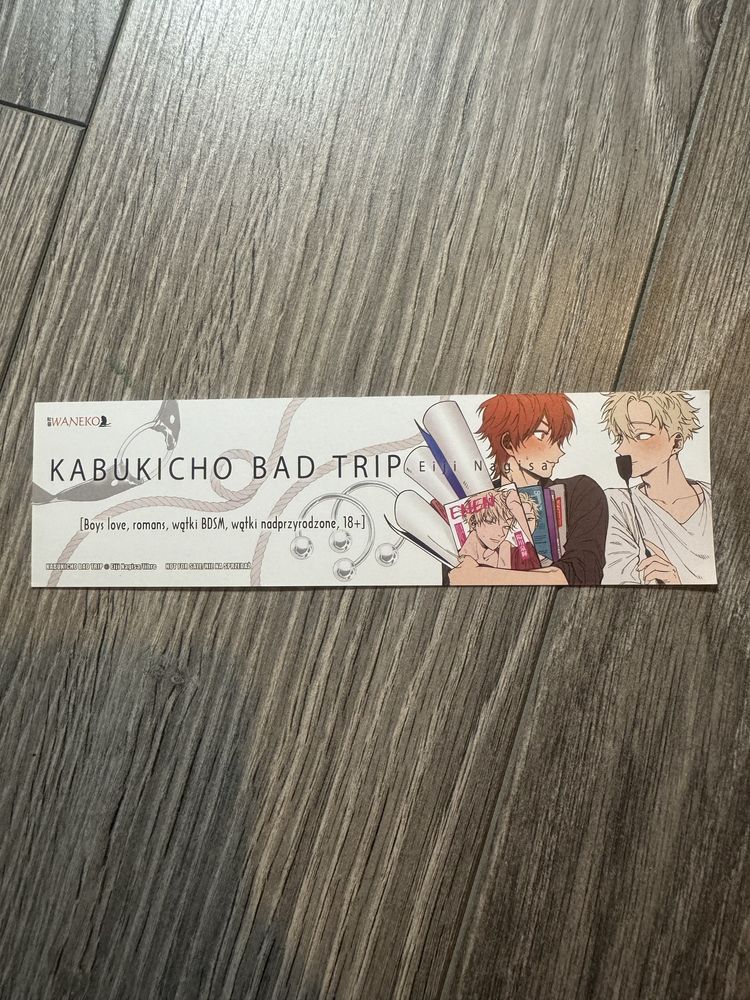 WANEKO
KABUKICHO BAD TRIP Eiji Nagisa
[Boys love, romans, wątki BDSM, wątki nadprzyrodzone, 18+]
KABUKICHO BAD TRIP © Eiji Nagisa/libre NOT FOR SALE/NIE NA SPRZEDAŻ